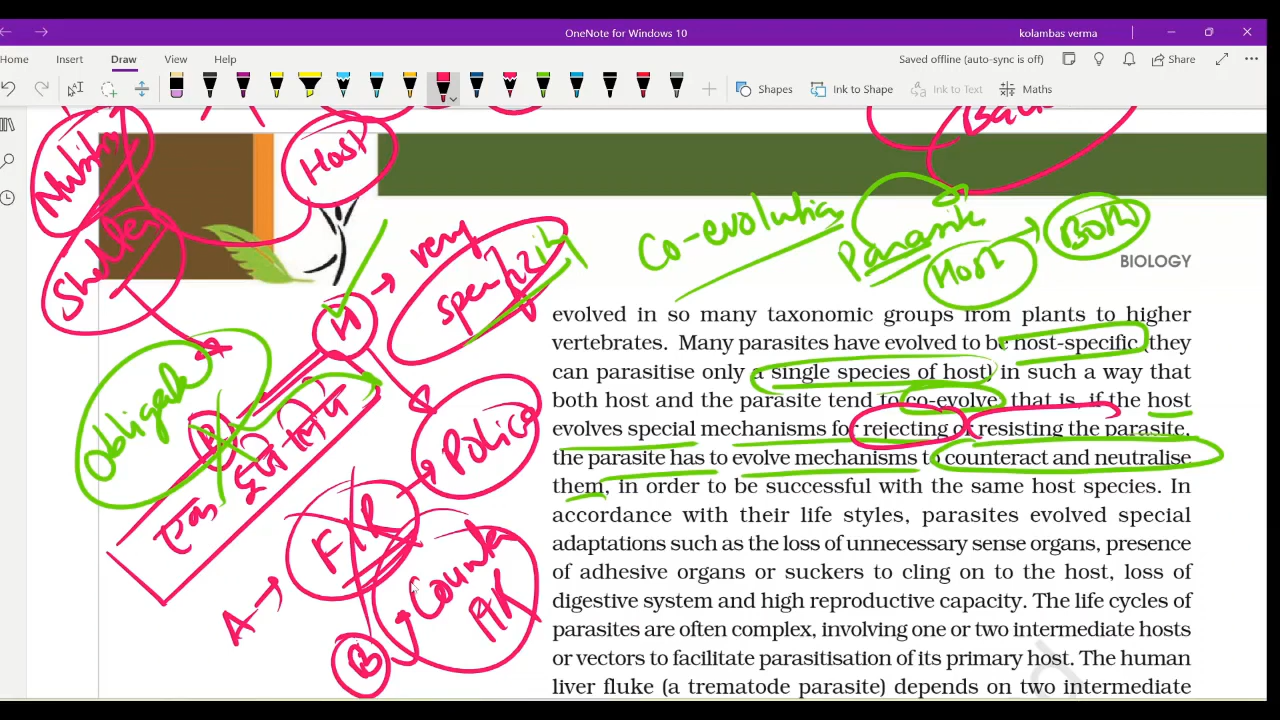 OneNote for Windows 10
kolambas verma
Home Insert Draw View Help
Saved offline (auto-sync is off)
Share
Shapes
Ink to Shape
Ink to Text
Maths
Host
Shelter
very
Co-evolution
Parasite
Host
Both
BIOLOGY
Obligate
Police
A
FIR
Counter
FIR
B
evolved in so many taxonomic groups from plants to higher
vertebrates. Many parasites have evolved to be host-specific (they
can parasitise only a single species of host) in such a way that
both host and the parasite tend to co-evolve, that is, if the host
evolves special mechanisms for rejecting or resisting the parasite,
the parasite has to evolve mechanisms to counteract and neutralise
them, in order to be successful with the same host species. In
accordance with their life styles, parasites evolved special
adaptations such as the loss of unnecessary sense organs, presence
of adhesive organs or suckers to cling on to the host, loss of
digestive system and high reproductive capacity. The life cycles of
parasites are often complex, involving one or two intermediate hosts
or vectors to facilitate parasitisation of its primary host. The human
liver fluke (a trematode parasite) depends on two intermediate